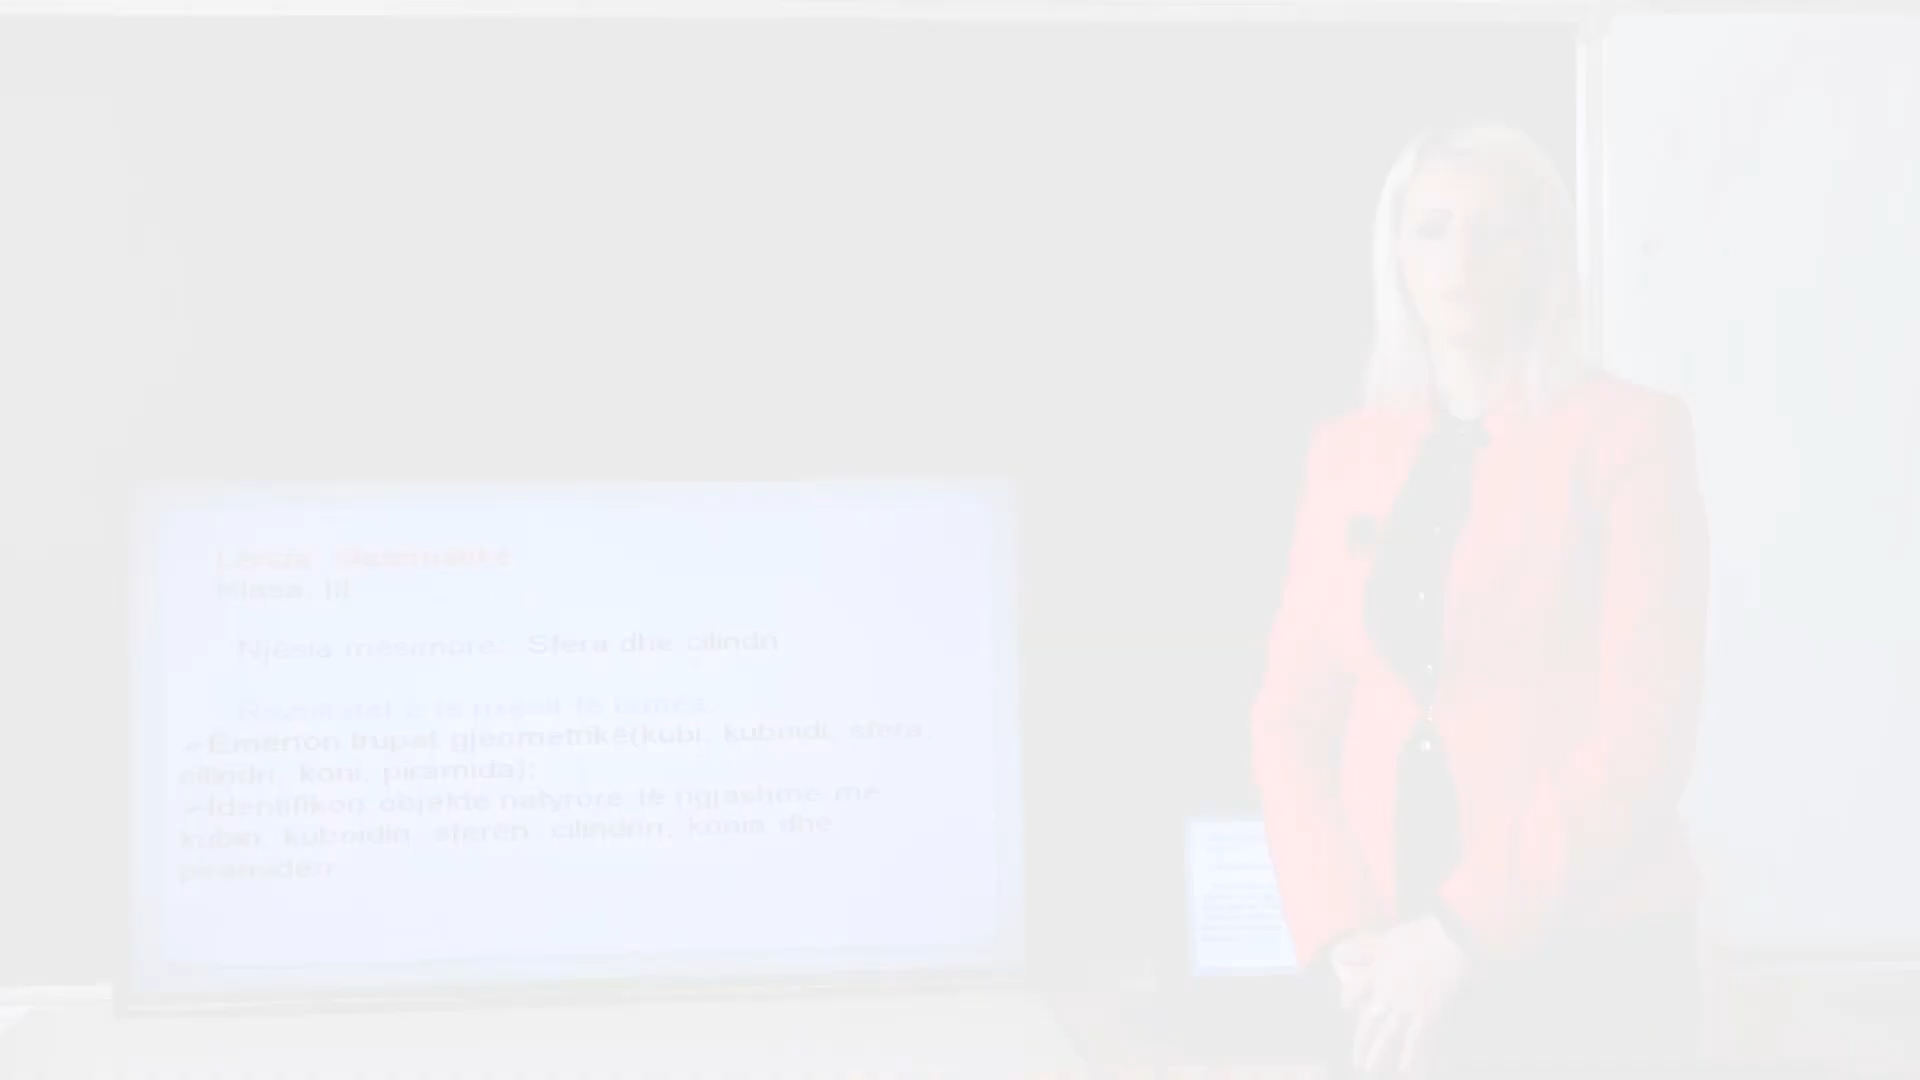 Lënda: Matematikë
Klasa: III
Njësia mësimore: Sfera dhe cilindri
Rezultatet e të nxënit të lëndës:
➢Emërton trupat gjeometrikë(kubi, kuboidi, sfera,
cilindri, koni, piramida);
➢Identifikon objekte natyrore të ngjashme me
kubin, kuboidin, sferën, cilindrin, konin dhe
piramidën;